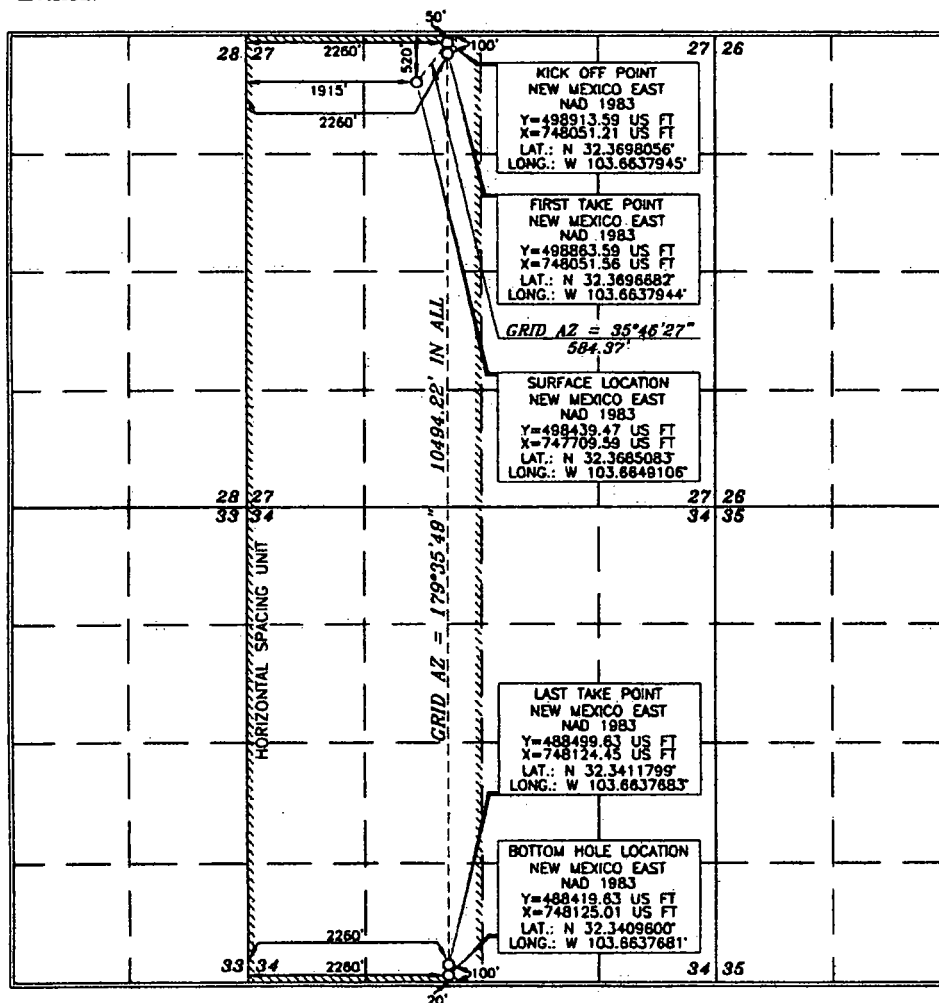 50'
28 27
2260'
100'
27 26
520'
1915'
2260'
KICK OFF POINT
NEW MEXICO EAST
NAD 1983
Y=498913.59 US FT
X=748051.21 US FT
LAT.: N 32.3698056°
LONG.: W 103.6637945°
FIRST TAKE POINT
NEW MEXICO EAST
NAD 1983
Y=498863.59 US FT
X=748051.56 US FT
LAT.: N 32.3696682°
LONG.: W 103.6637944°
GRID AZ = 35°46'27"
584.37'
SURFACE LOCATION
NEW MEXICO EAST
NAD 1983
Y=498439.47 US FT
X=747709.59 US FT
LAT.: N 32.3685083°
LONG.: W 103.6649106°
28 27
33 34
27 26
34 35
HORIZONTAL SPACING UNIT
GRID AZ = 179°35'49" 10494.22' IN ALL
LAST TAKE POINT
NEW MEXICO EAST
NAD 1983
Y=488499.63 US FT
X=748124.45 US FT
LAT.: N 32.3411799°
LONG.: W 103.6637683°
BOTTOM HOLE LOCATION
NEW MEXICO EAST
NAD 1983
Y=488419.63 US FT
X=748125.01 US FT
LAT.: N 32.3409600°
LONG.: W 103.6637681°
2260'
33 34
2260'
100'
34 35
20'